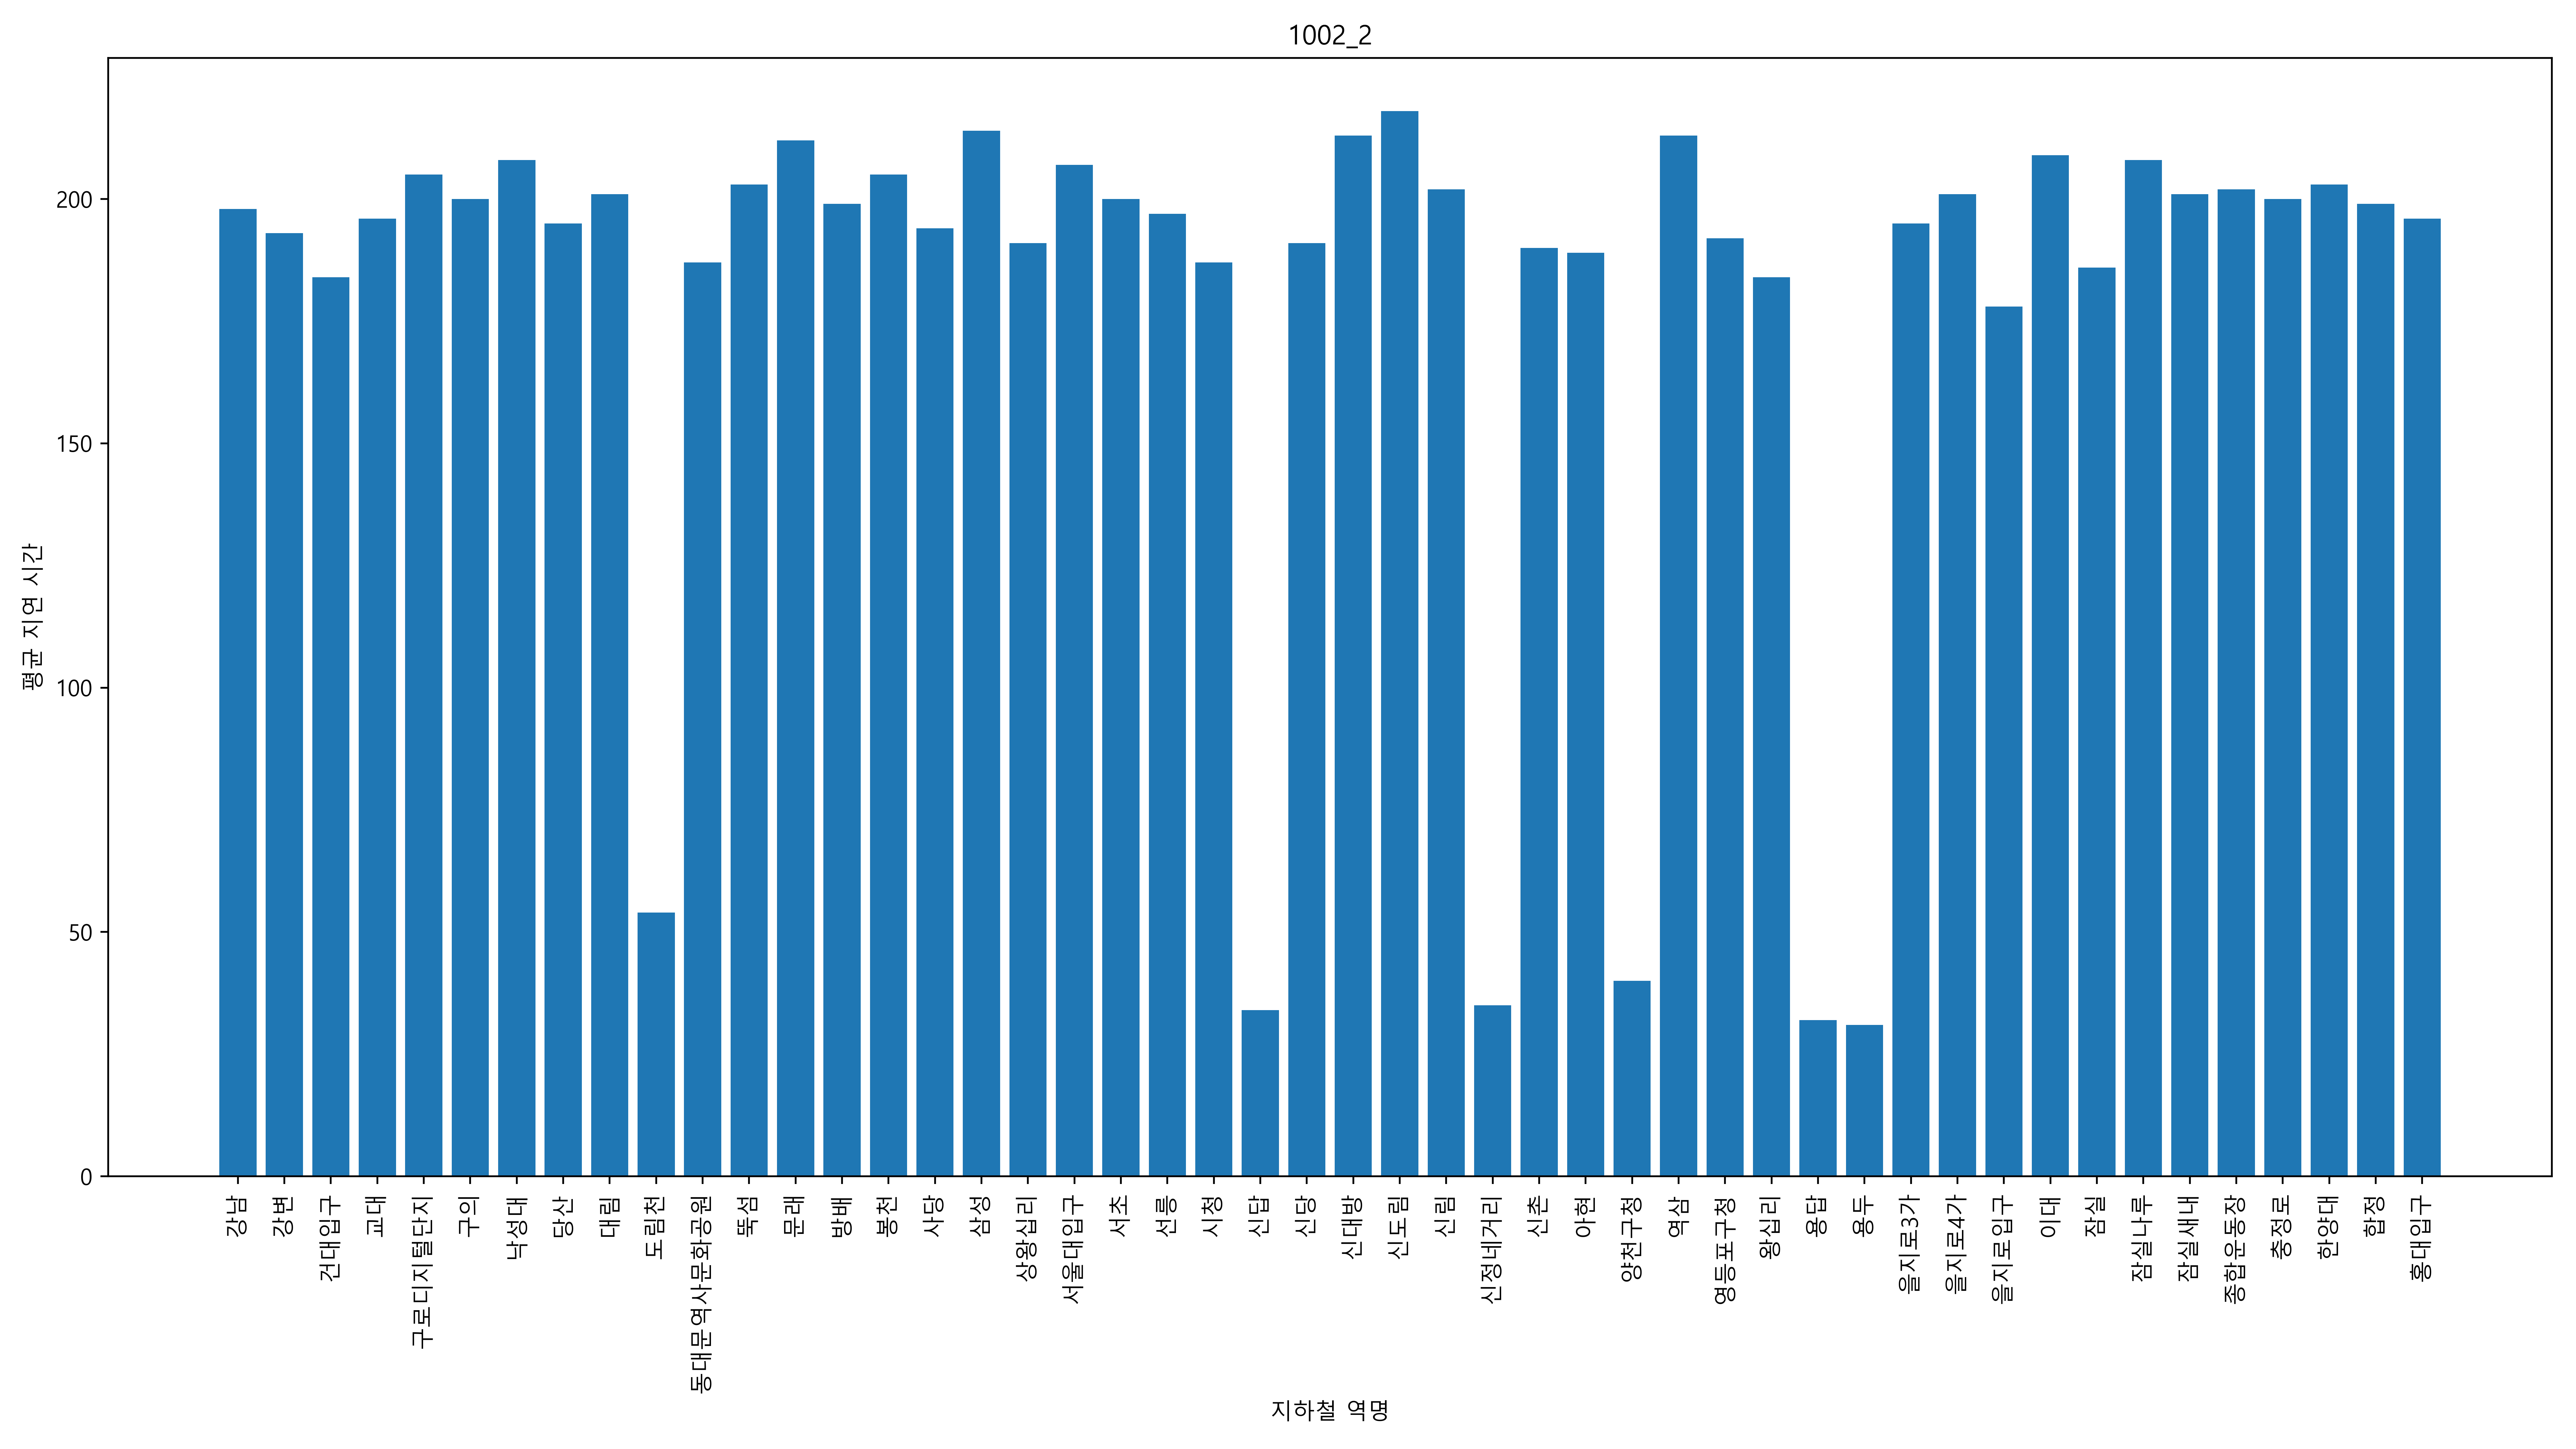 1002_2
평균 지연 시간
200
150
100
50
0
강남
강변
건대입구
교대
구로디지털단지
구의
낙성대
당산
대림
도림천
동대문역사문화공원
뚝섬
문래
방배
봉천
사당
삼성
상왕십리
서울대입구
서초
선릉
시청
신답
신당
신대방
신도림
신림
신정네거리
신촌
아현
양천구청
역삼
영등포구청
왕십리
용답
용두
을지로3가
을지로4가
을지로입구
이대
잠실
잠실나루
잠실새내
종합운동장
충정로
한양대
합정
홍대입구
지하철 역명